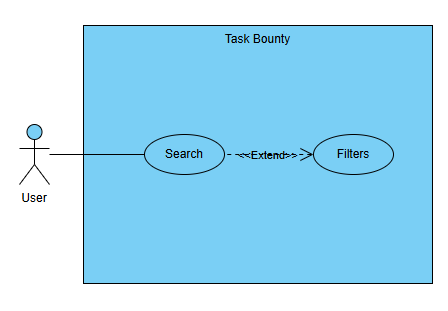 Task Bounty
Search
<<Extend>>
Filters
User